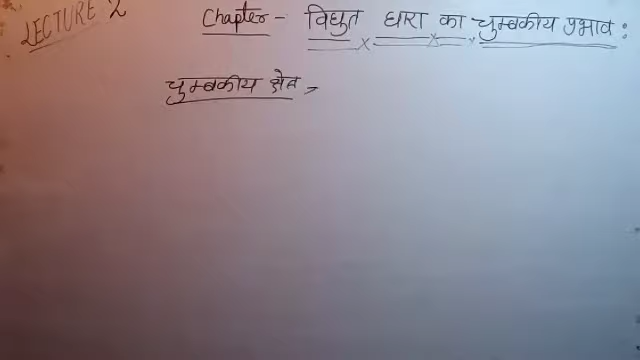 LECTURE 2
Chapter - विद्युत धारा का चुम्बकीय प्रभाव :
चुम्बकीय क्षेत्र